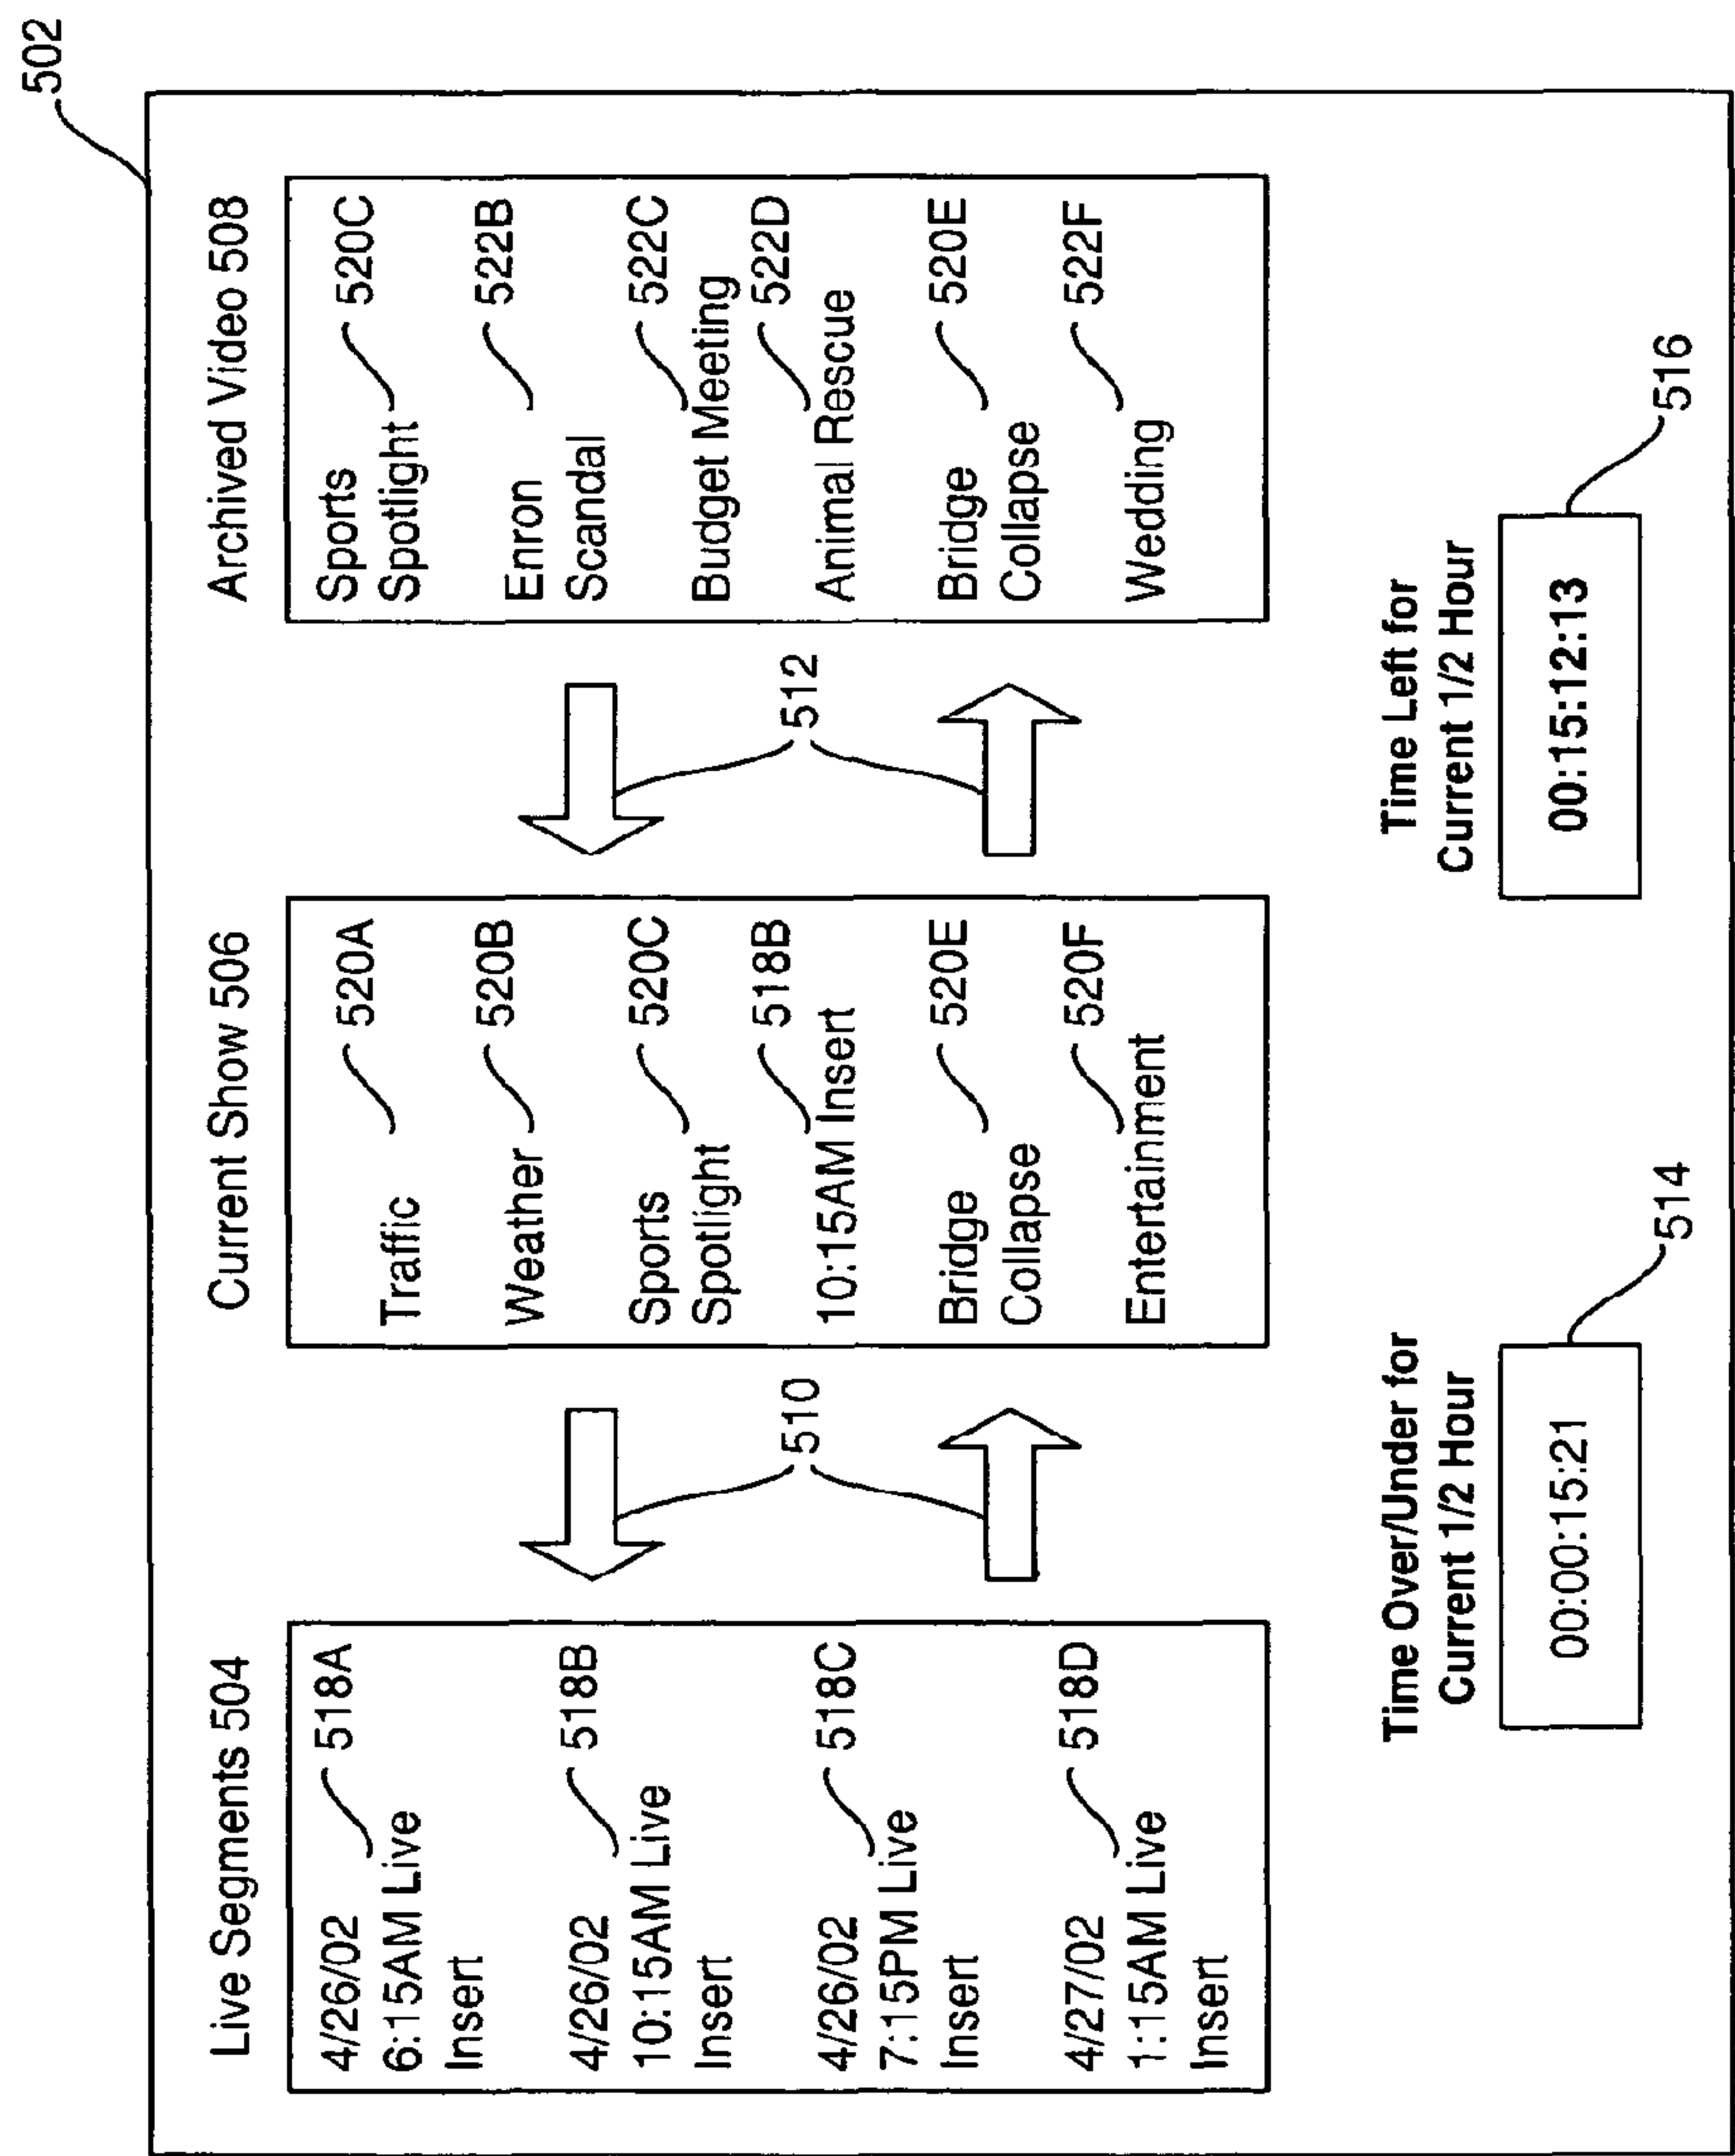 502
Live Segments 504
4/26/02
6:15AM Live
Insert
518A
4/26/02
10:15AM Live
Insert
518B
4/26/02
7:15PM Live
Insert
518C
4/27/02
1:15AM Live
Insert
518D
510
Current Show 506
Traffic
520A
Weather
520B
Sports
Spotlight
520C
10:15AM Insert
518B
Bridge
Collapse
520E
Entertainment
520F
512
Archived Video 508
Sports
Spotlight
520C
Enron
Scandal
522B
Budget Meeting
522C
Animal Rescue
522D
Bridge
Collapse
520E
Wedding
522F
Time Over/Under for
Current 1/2 Hour
00:00:15:21
514
Time Left for
Current 1/2 Hour
00:15:12:13
516